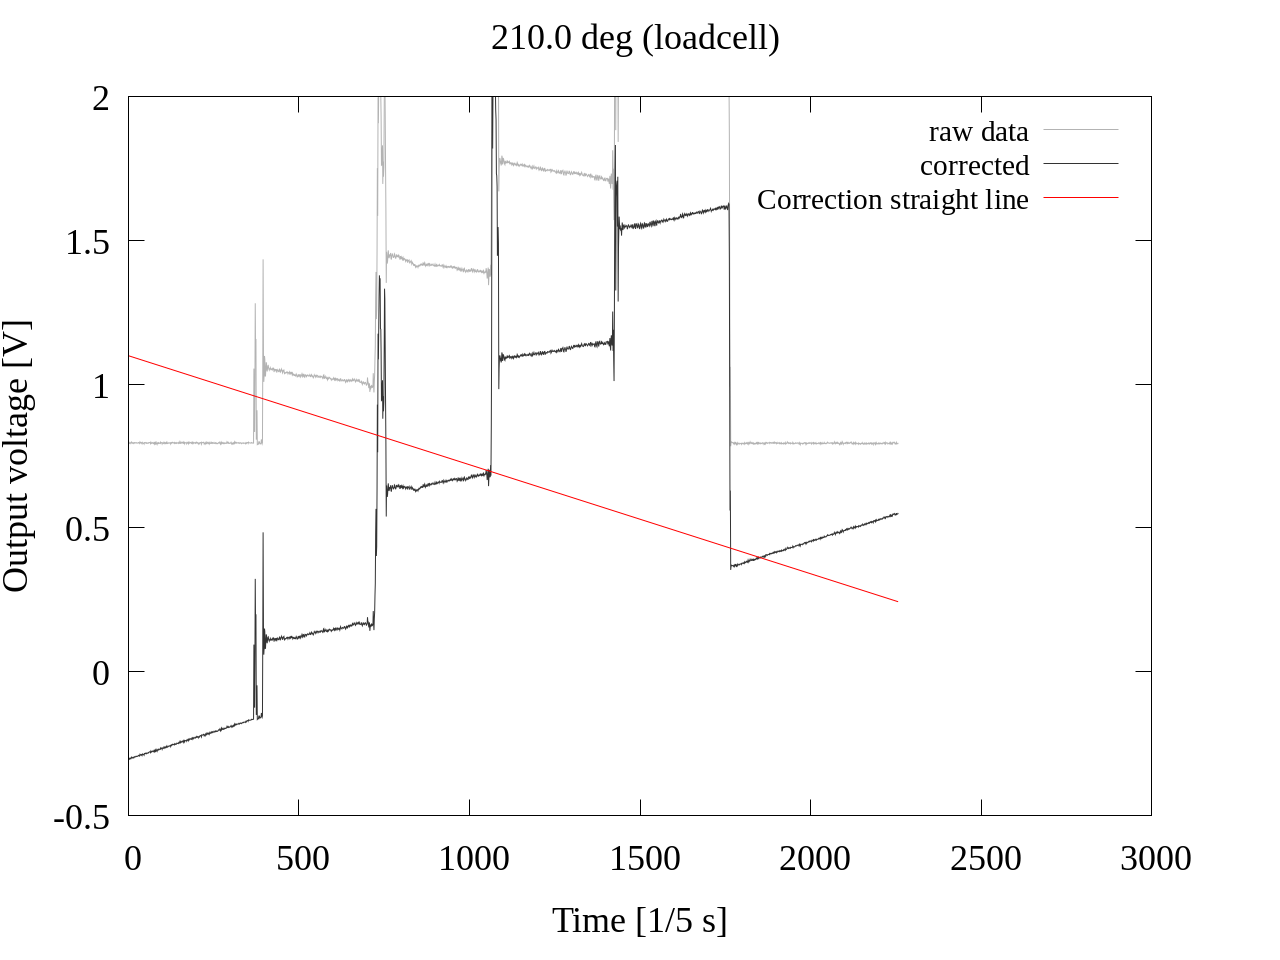 210.0 deg (loadcell)
2
1.5
1
0.5
0
-0.5
Output voltage [V]
raw data
corrected
Correction straight line
0 500 1000 1500 2000 2500 3000
Time [1/5 s]